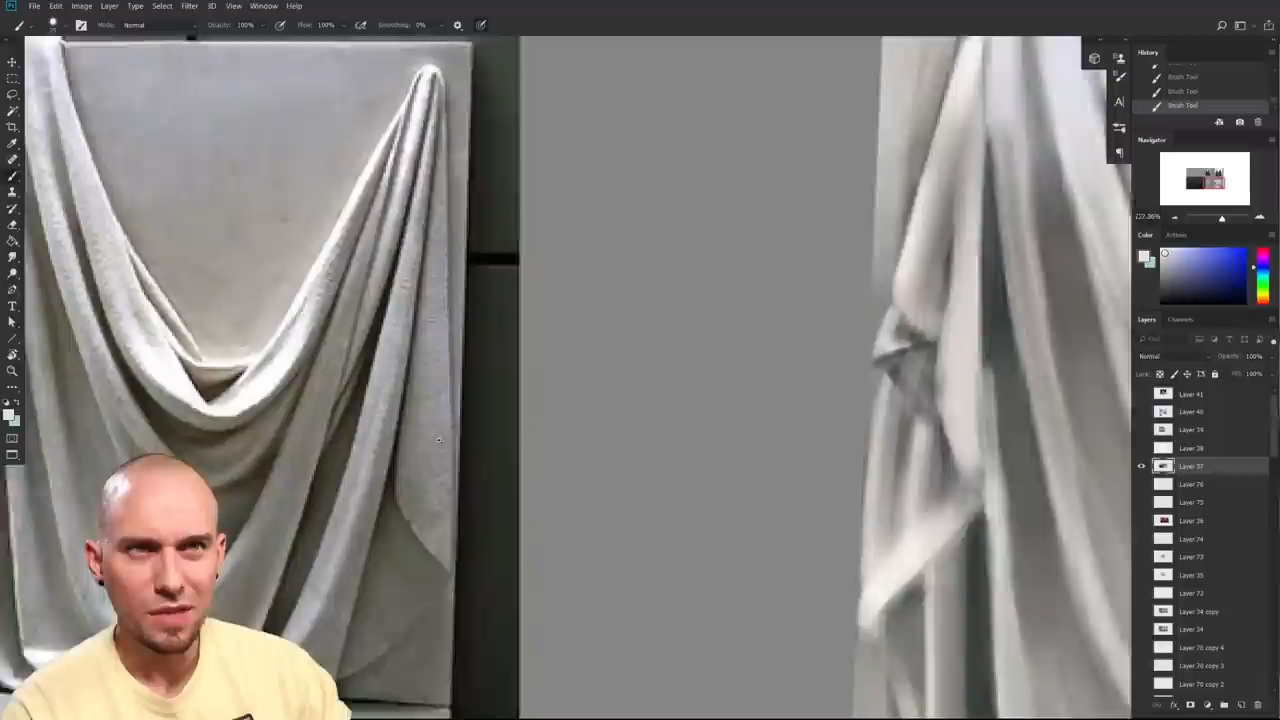 Ps File Edit Image Layer Type Select Filter 3D View Window Help
Mode: Normal Opacity: 100% Flow: 100% Smoothing: 0%
History
Brush Tool
Brush Tool
Brush Tool
Navigator
Color Actions
Layers Channels
Normal Opacity: 100%
Lock: Fill: 100%
Layer 41
Layer 40
Layer 39
Layer 38
Layer 37
Layer 76
Layer 75
Layer 36
Layer 74
Layer 73
Layer 35
Layer 72
Layer 34 copy
Layer 34
Layer 70 copy 4
Layer 70 copy 3
Layer 70 copy 2